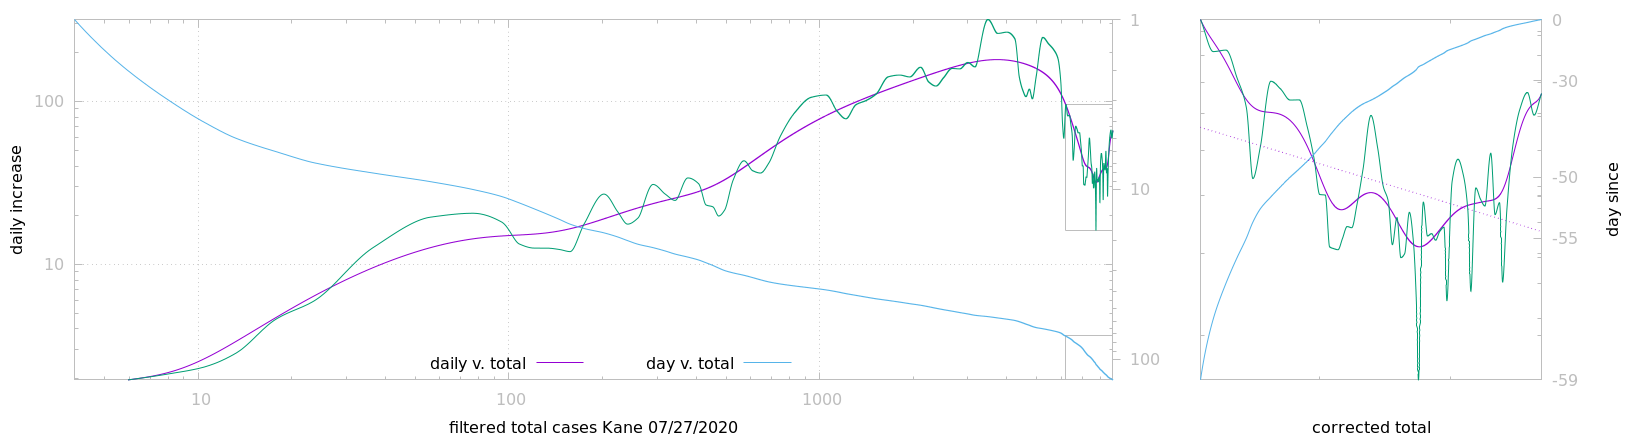 daily increase
100
10
daily v. total
day v. total
10
100
1000
filtered total cases Kane 07/27/2020
1
10
100
0
-30
-50
-55
-59
day since
corrected total